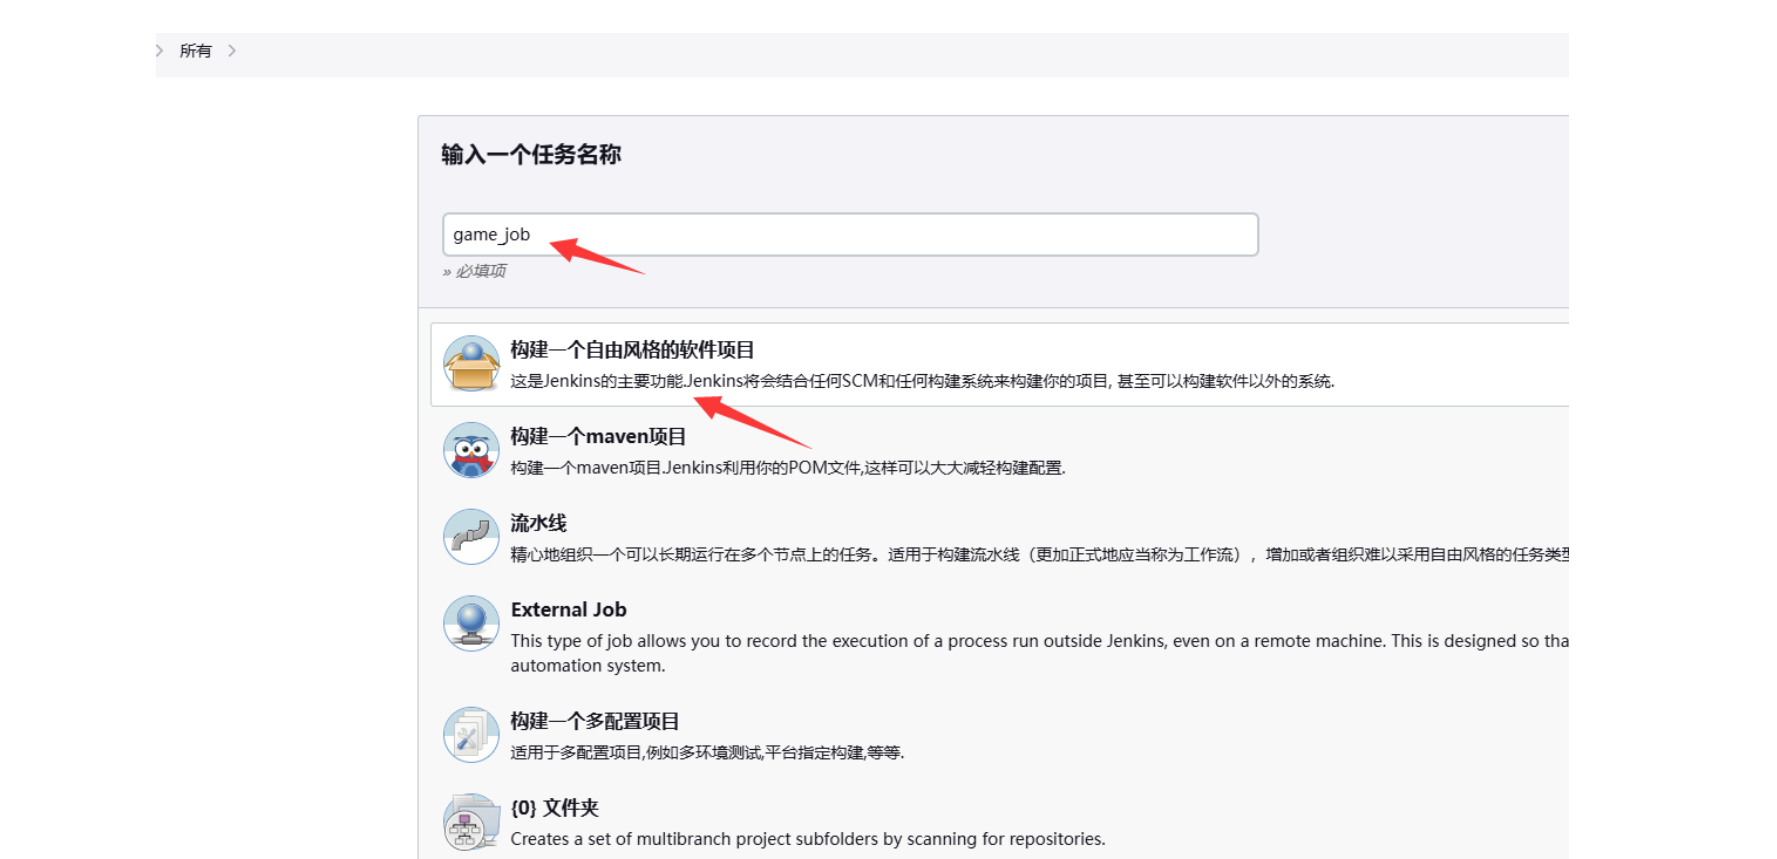 所有
输入一个任务名称
game_job
» 必填项
构建一个自由风格的软件项目
这是Jenkins的主要功能.Jenkins将会结合任何SCM和任何构建系统来构建你的项目, 甚至可以构建软件以外的系统.
构建一个maven项目
构建一个maven项目.Jenkins利用你的POM文件,这样可以大大减轻构建配置.
流水线
精心地组织一个可以长期运行在多个节点上的任务。适用于构建流水线（更加正式地应当称为工作流），增加或者组织难以采用自由风格的任务类型
External Job
This type of job allows you to record the execution of a process run outside Jenkins, even on a remote machine. This is designed so tha
automation system.
构建一个多配置项目
适用于多配置项目,例如多环境测试,平台指定构建,等等.
{0} 文件夹
Creates a set of multibranch project subfolders by scanning for repositories.